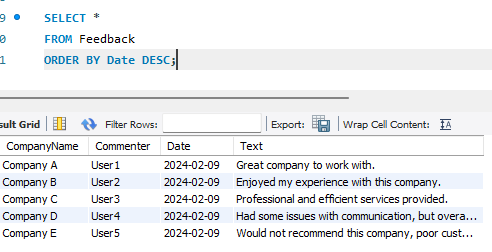 9 SELECT *
0 FROM Feedback
1 ORDER BY Date DESC;
sult Grid Filter Rows: Export: Wrap Cell Content:
CompanyName Commenter Date Text
Company A User1 2024-02-09 Great company to work with.
Company B User2 2024-02-09 Enjoyed my experience with this company.
Company C User3 2024-02-09 Professional and efficient services provided.
Company D User4 2024-02-09 Had some issues with communication, but overa...
Company E User5 2024-02-09 Would not recommend this company, poor cust...